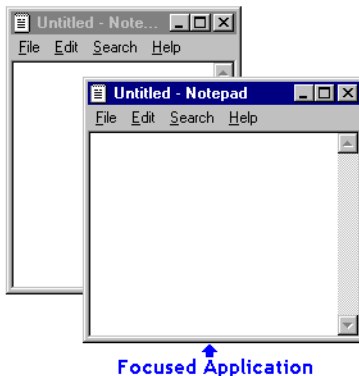 Untitled - Note...
File Edit Search Help
Untitled - Notepad
File Edit Search Help
Focused Application